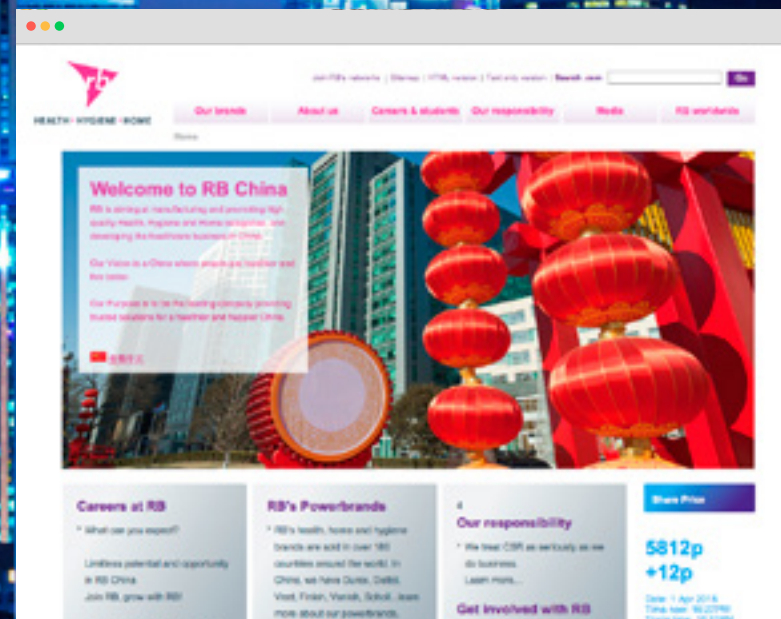 rb
HEALTH • HYGIENE • HOME
Join RB's networks | Sitemap | HTML version | Text only version | Search .com
Go
Our brands
About us
Careers & students
Our responsibility
Media
RB worldwide
Home
Welcome to RB China
RB is aiming at manufacturing and promoting high
quality Health, Hygiene and Home categories, and
developing the healthcare business in China.
Our Vision is a China where people are healthier and
live better.
Our Purpose is to be the leading company providing
trusted solutions for a healthier and happier China.
Careers at RB
What can you expect?
Limitless potential and opportunity
in RB China.
Join RB, grow with RB!
RB's Powerbrands
RB's health, home and hygiene
brands are sold in over 180
countries around the world. In
China, we have Durex, Dettol,
Veet, Finish, Vanish, Scholl...learn
more about our powerbrands.
Our responsibility
We treat CSR as seriously as we
do business.
Learn more...
Get involved with RB
Share Price
5812p
+12p
Date: 1 Apr 2016